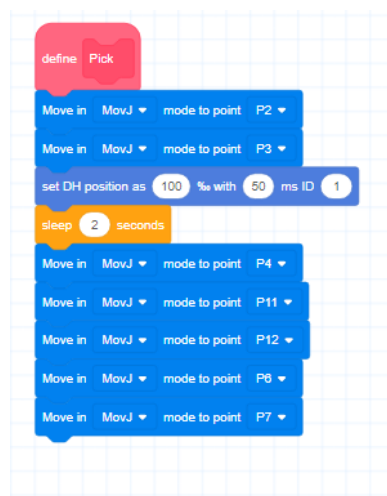 define Pick
Move in MovJ mode to point P2
Move in MovJ mode to point P3
set DH position as 100 ‰ with 50 ms ID 1
sleep 2 seconds
Move in MovJ mode to point P4
Move in MovJ mode to point P11
Move in MovJ mode to point P12
Move in MovJ mode to point P6
Move in MovJ mode to point P7